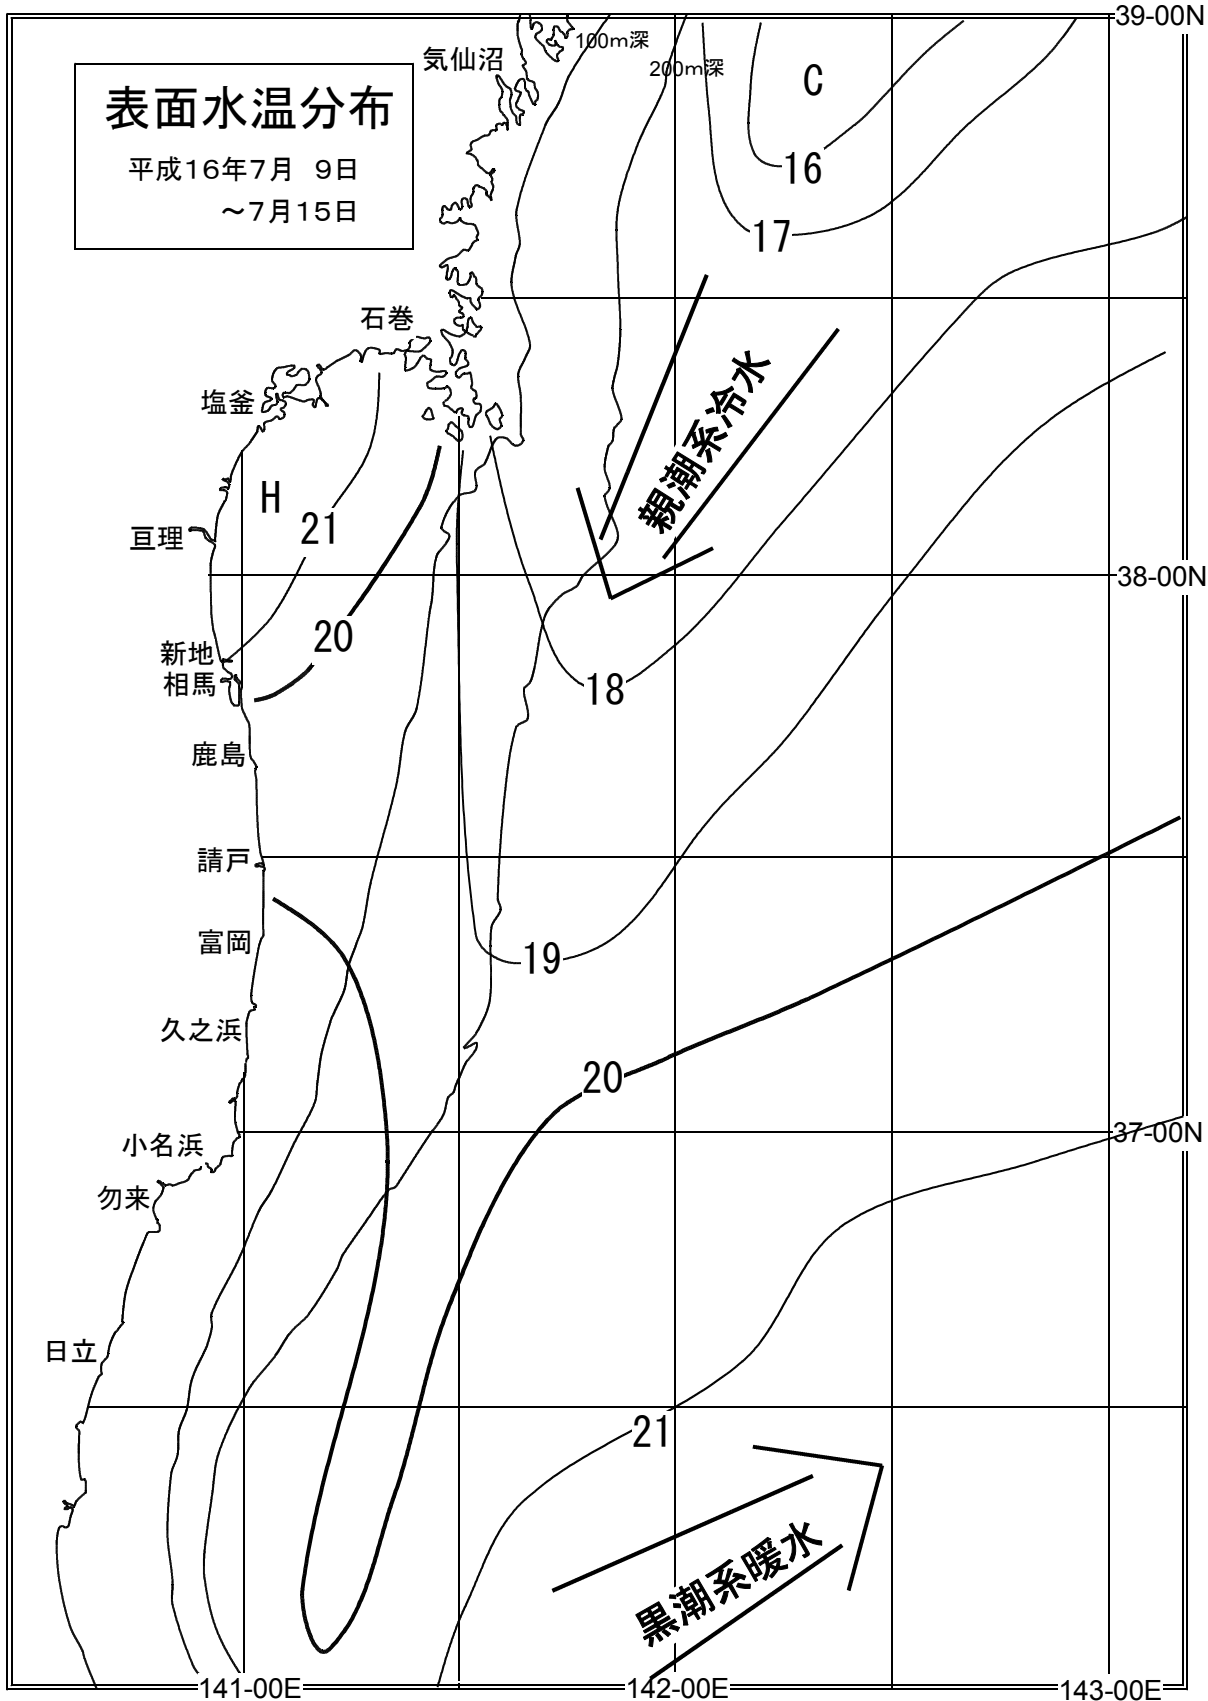 39-00N
100m深
気仙沼
200m深
C
表面水温分布
平成16年7月 9日
～7月15日
16
17
石巻
親潮系冷水
塩釜
H
21
亘理
38-00N
20
新地
18
相馬
鹿島
請戸
富岡
19
久之浜
20
37-00N
小名浜
勿来
日立
21
黒潮系暖水
141-00E
142-00E
143-00E